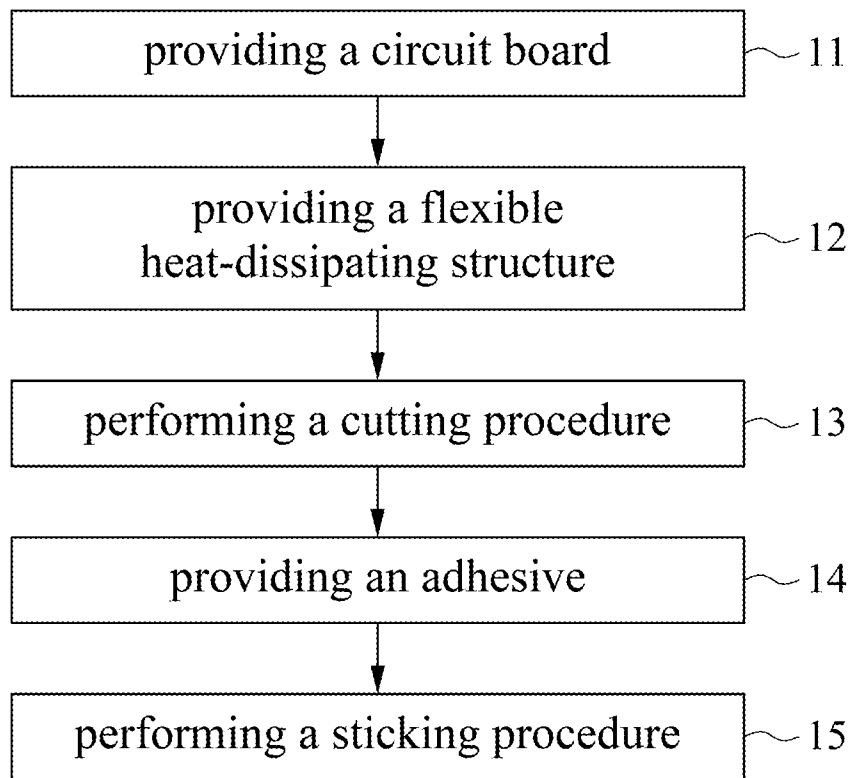 providing a circuit board 11
providing a flexible
heat-dissipating structure 12
performing a cutting procedure 13
providing an adhesive 14
performing a sticking procedure 15